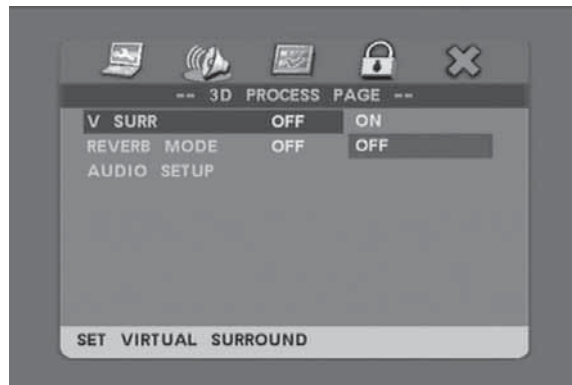 -- 3D PROCESS PAGE --
V SURR OFF ON
REVERB MODE OFF OFF
AUDIO SETUP
SET VIRTUAL SURROUND